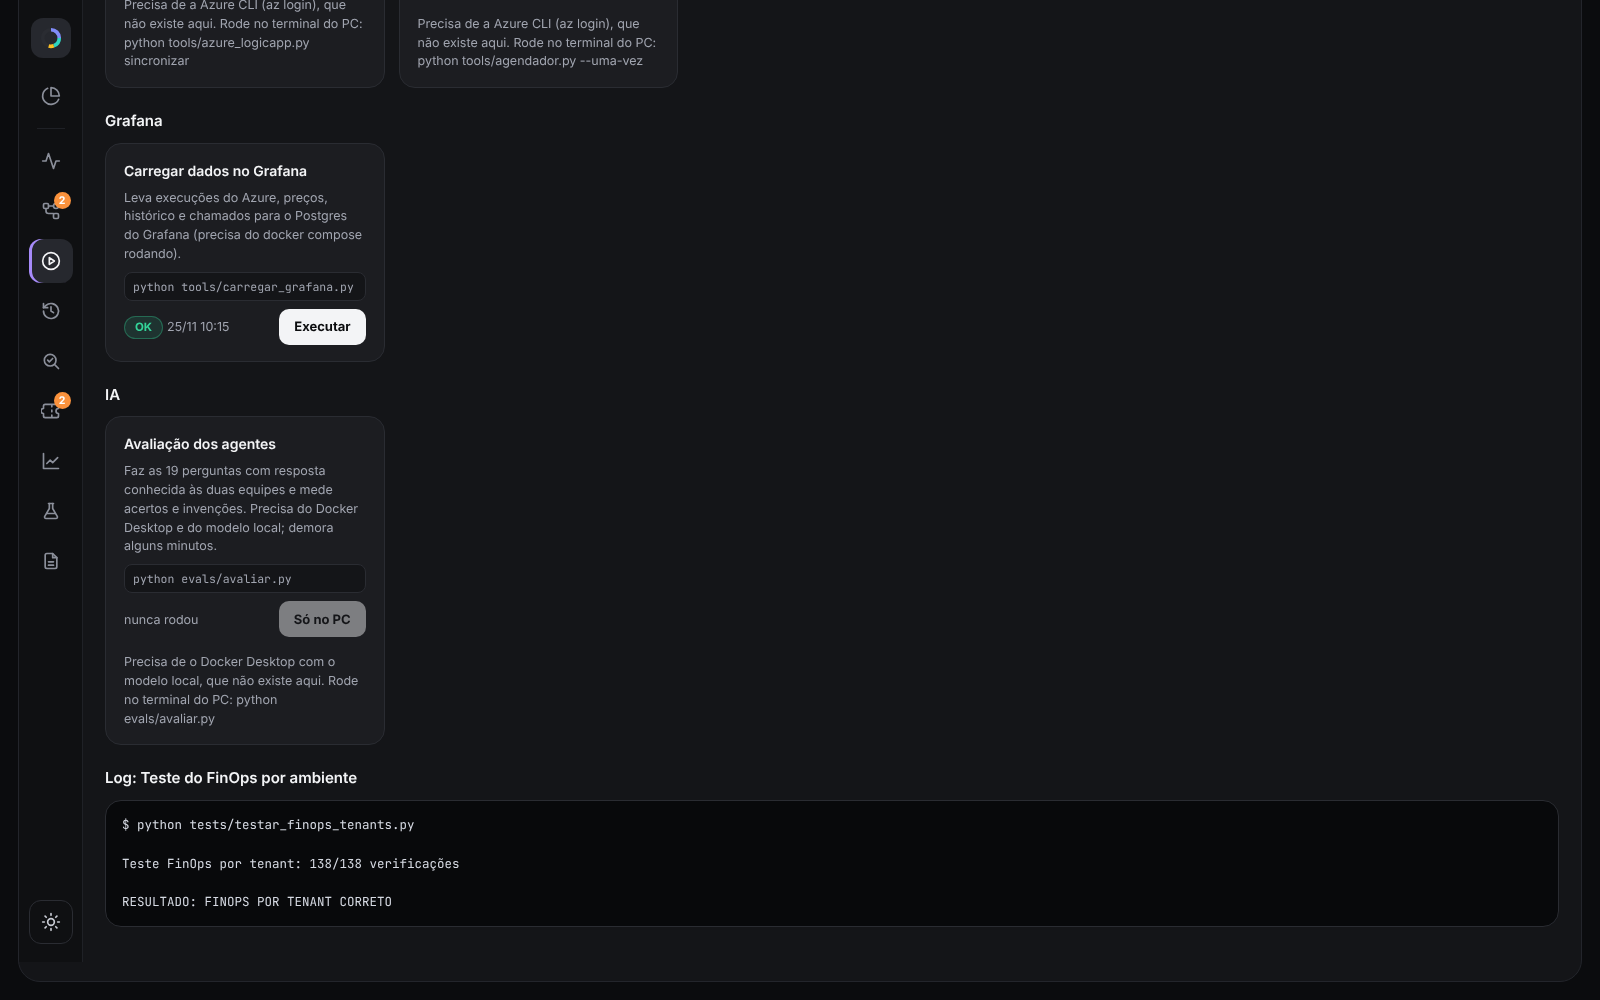 Precisa de a Azure CLI (az login), que
não existe aqui. Rode no terminal do PC:
python tools/azure_logicapp.py
sincronizar
Precisa de a Azure CLI (az login), que
não existe aqui. Rode no terminal do PC:
python tools/agendador.py --uma-vez
2
2
Grafana
Carregar dados no Grafana
Leva execuções do Azure, preços,
histórico e chamados para o Postgres
do Grafana (precisa do docker compose
rodando).
python tools/carregar_grafana.py
OK 25/11 10:15 Executar
IA
Avaliação dos agentes
Faz as 19 perguntas com resposta
conhecida às duas equipes e mede
acertos e invenções. Precisa do Docker
Desktop e do modelo local; demora
alguns minutos.
python evals/avaliar.py
nunca rodou Só no PC
Precisa de o Docker Desktop com o
modelo local, que não existe aqui. Rode
no terminal do PC: python
evals/avaliar.py
Log: Teste do FinOps por ambiente
$ python tests/testar_finops_tenants.py
Teste FinOps por tenant: 138/138 verificações
RESULTADO: FINOPS POR TENANT CORRETO